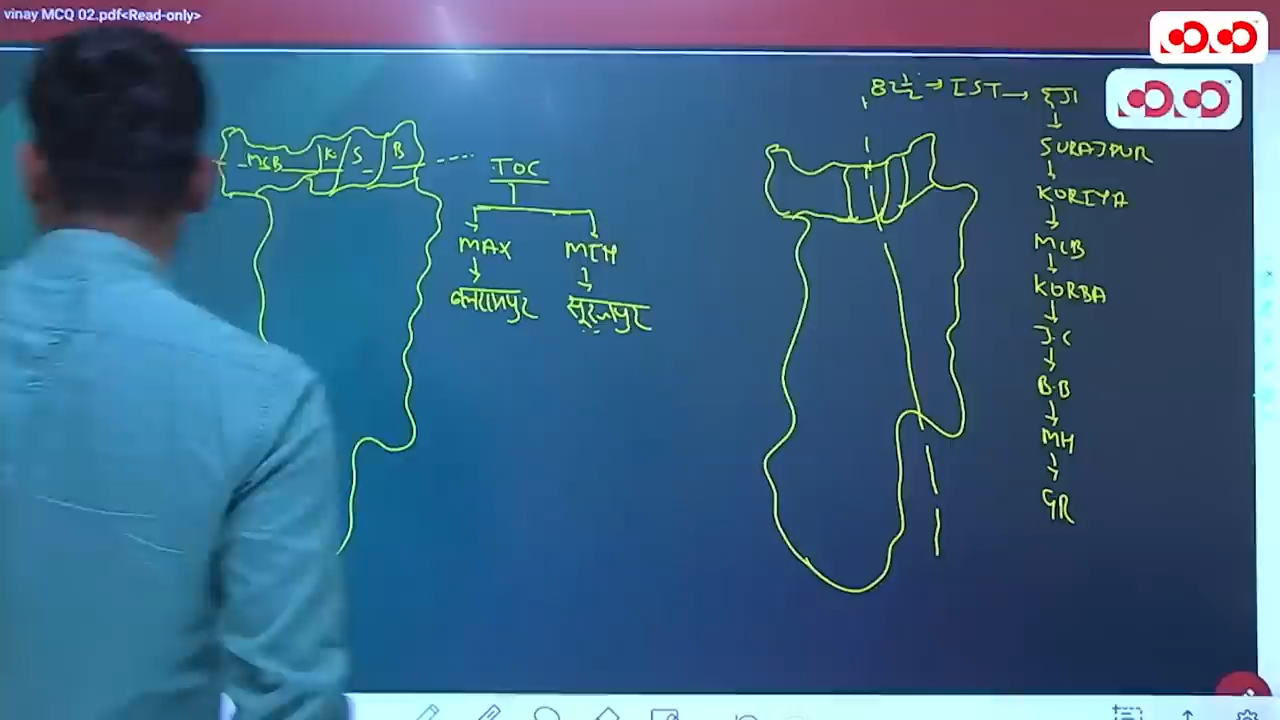 vinay MCQ 02.pdf<Read-only>
MCB K S B
TOC
MAX MIN
बलरामपुर सूरजपुर
82½ → IST →
SURAJPUR
KORIYA
MCB
KORBA
J.C
B.B
MH
GR